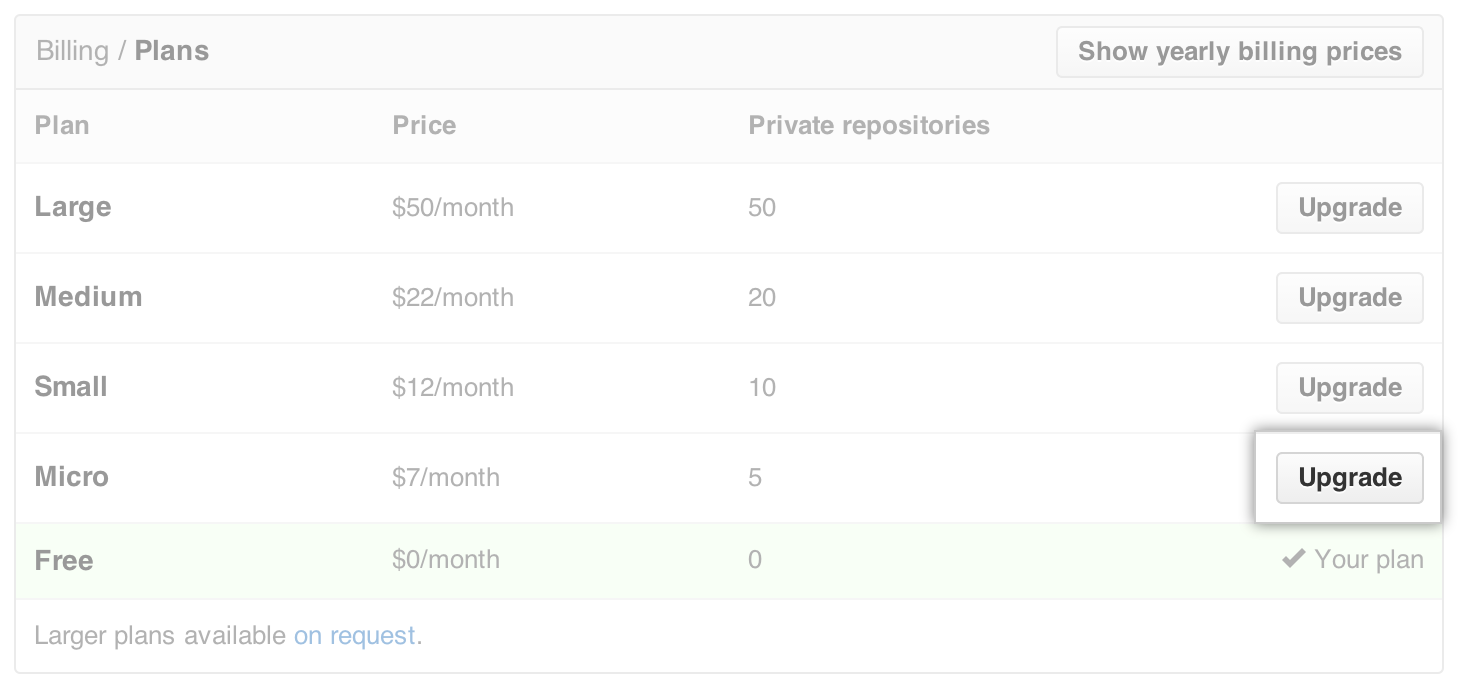 Billing / Plans Show yearly billing prices
Plan Price Private repositories
Large $50/month 50 Upgrade
Medium $22/month 20 Upgrade
Small $12/month 10 Upgrade
Micro $7/month 5 Upgrade
Free $0/month 0 ✔ Your plan
Larger plans available on request.